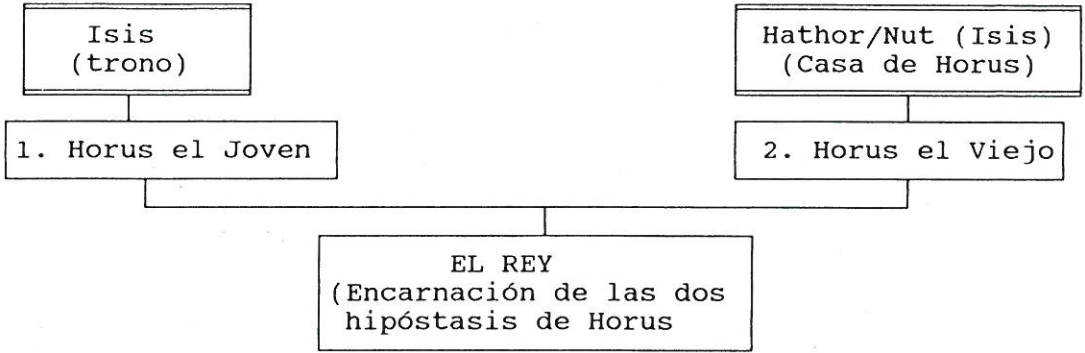 Isis
(trono)
Hathor/Nut (Isis)
(Casa de Horus)
1. Horus el Joven
2. Horus el Viejo
EL REY
(Encarnación de las dos
hipóstasis de Horus